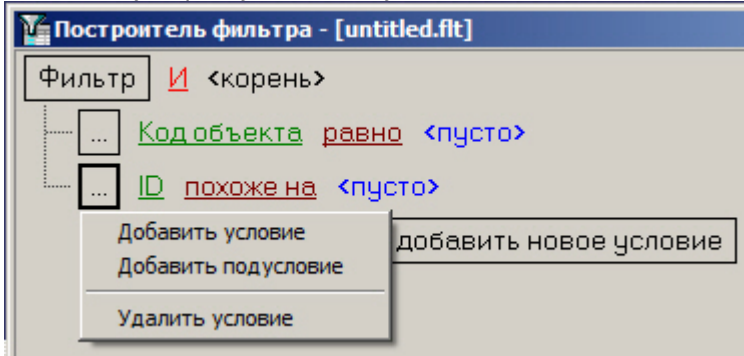 Построитель фильтра - [untitled.flt]
Фильтр И <корень>
... Код объекта равно <пусто>
... ID похоже на <пусто>
Добавить условие
добавить новое условие
Добавить подусловие
Удалить условие